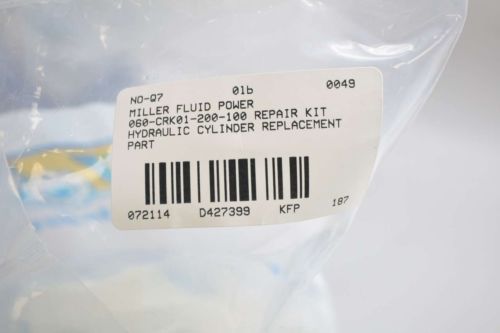 NO-Q7 01b 0049
MILLER FLUID POWER
060-CRK01-200-100 REPAIR KIT
HYDRAULIC CYLINDER REPLACEMENT
PART
072114 D427399 KFP 187